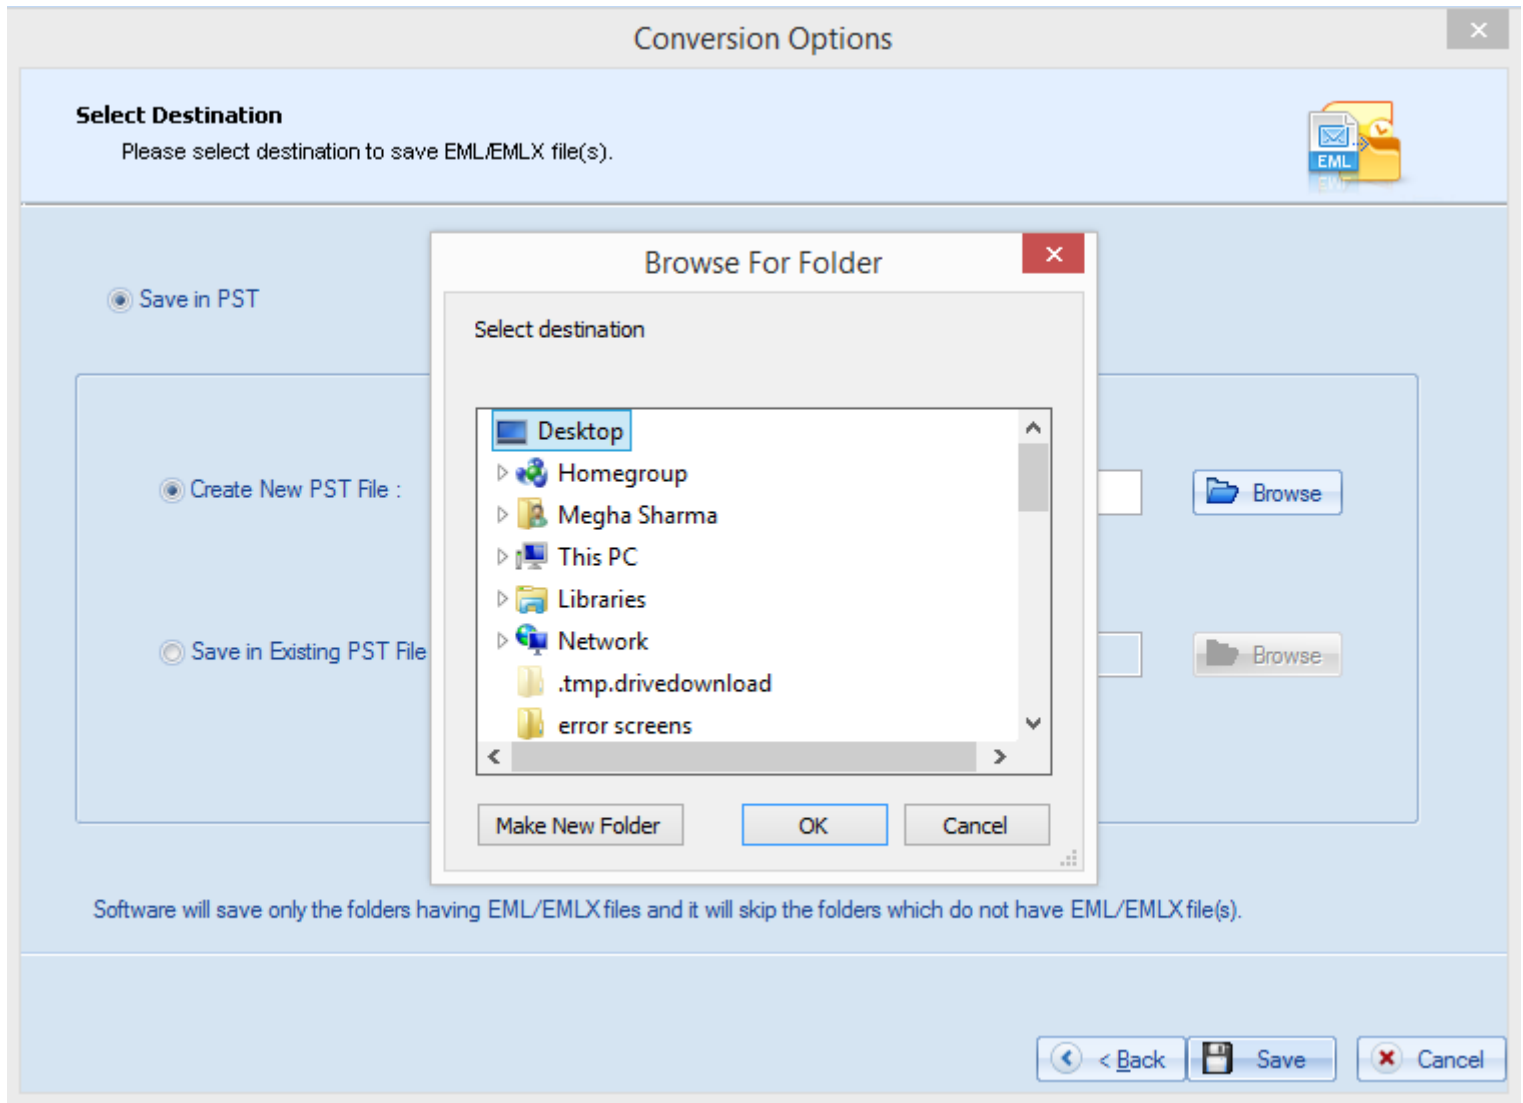 Conversion Options
Select Destination
Please select destination to save EML/EMLX file(s).
EML
Browse For Folder
Save in PST
Select destination
Desktop
Homegroup
Megha Sharma
This PC
Libraries
Network
.tmp.drivedownload
error screens
Create New PST File :
Browse
Save in Existing PST File
Browse
Make New Folder
OK
Cancel
Software will save only the folders having EML/EMLX files and it will skip the folders which do not have EML/EMLX file(s).
< Back
Save
Cancel